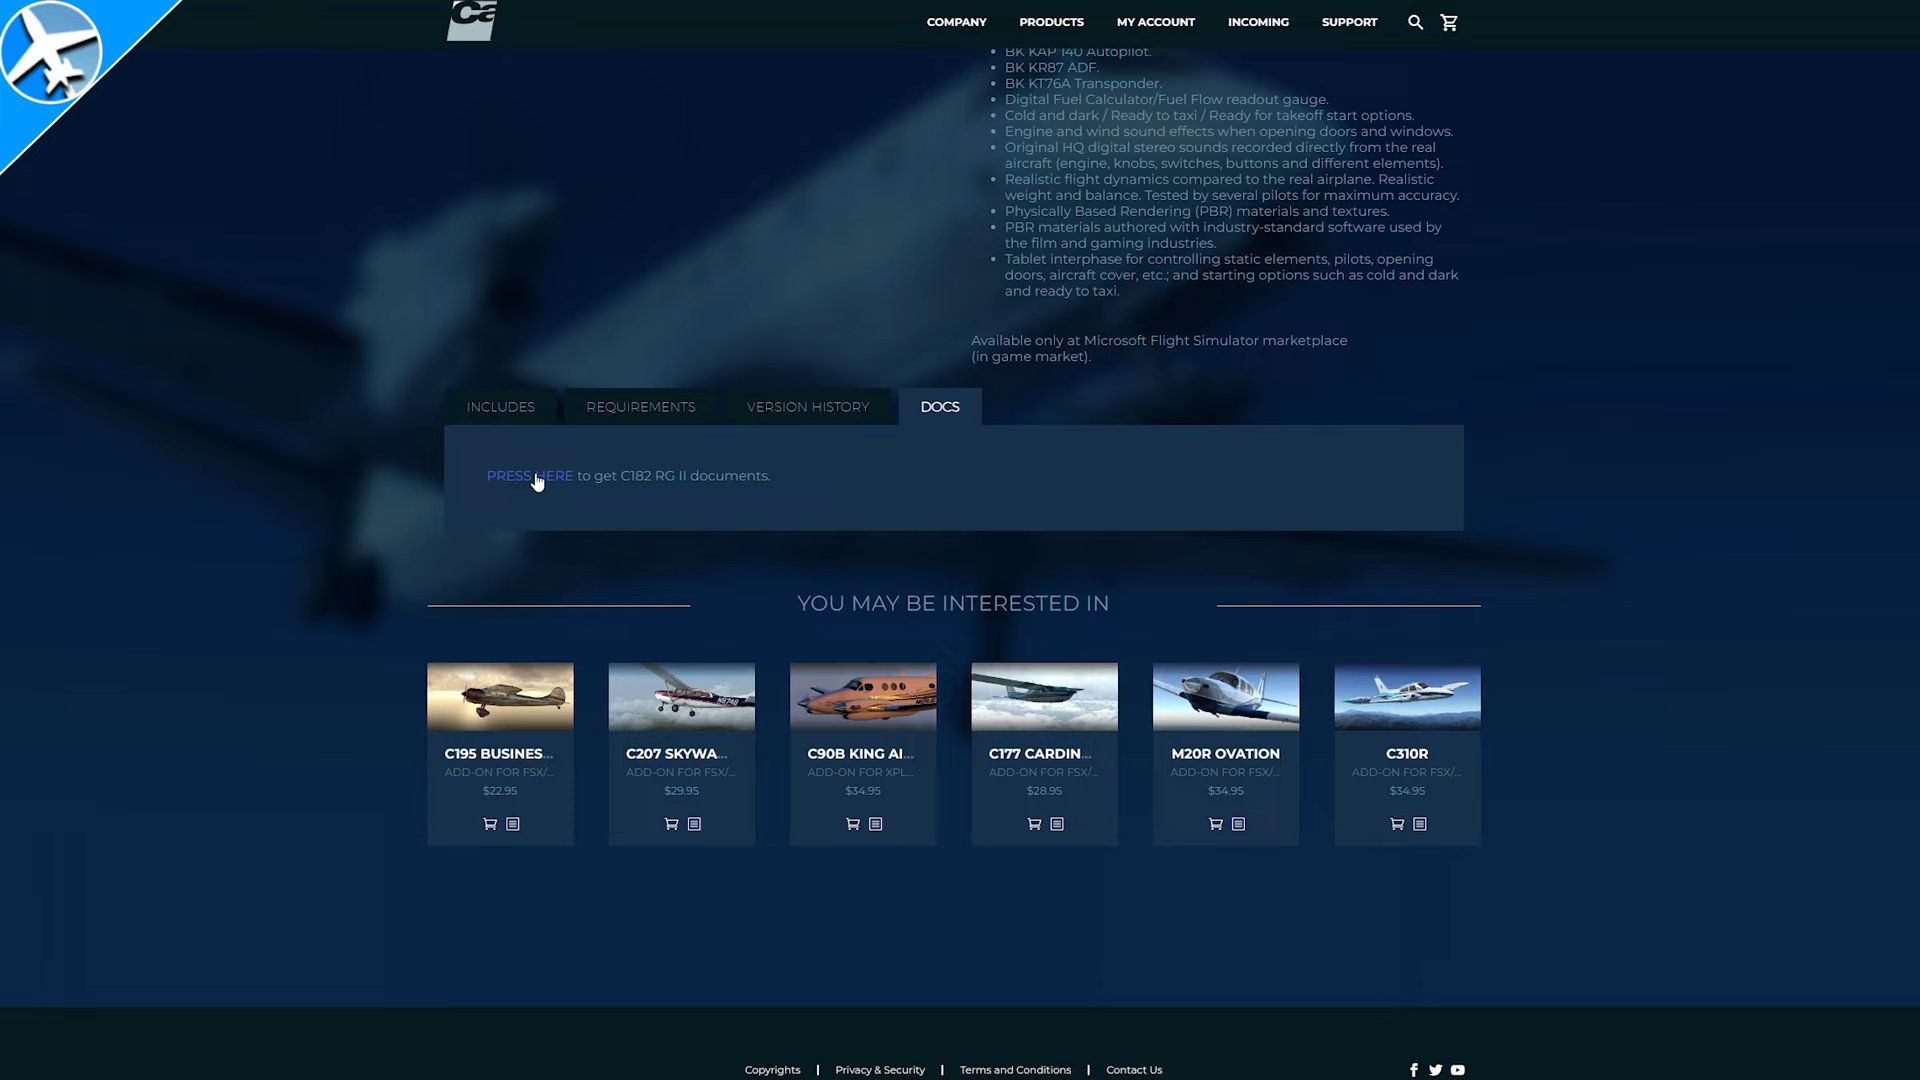 Ca
COMPANY PRODUCTS MY ACCOUNT INCOMING SUPPORT
BK KAP 140 Autopilot.
BK KR87 ADF.
BK KT76A Transponder.
Digital Fuel Calculator/Fuel Flow readout gauge.
Cold and dark / Ready to taxi / Ready for takeoff start options.
Engine and wind sound effects when opening doors and windows.
Original HQ digital stereo sounds recorded directly from the real
aircraft (engine, knobs, switches, buttons and different elements).
Realistic flight dynamics compared to the real airplane. Realistic
weight and balance. Tested by several pilots for maximum accuracy.
Physically Based Rendering (PBR) materials and textures.
PBR materials authored with industry-standard software used by
the film and gaming industries.
Tablet interphase for controlling static elements, pilots, opening
doors, aircraft cover, etc.; and starting options such as cold and dark
and ready to taxi.
Available only at Microsoft Flight Simulator marketplace
(in game market).
INCLUDES REQUIREMENTS VERSION HISTORY DOCS
PRESS HERE to get C182 RG II documents.
YOU MAY BE INTERESTED IN
C195 BUSINES... C207 SKYWA... C90B KING AI... C177 CARDIN... M20R OVATION C310R
ADD-ON FOR FSX/... ADD-ON FOR FSX/... ADD-ON FOR XPL... ADD-ON FOR FSX/... ADD-ON FOR FSX/... ADD-ON FOR FSX/...
$22.95 $29.95 $34.95 $28.95 $34.95 $34.95
Copyrights | Privacy & Security | Terms and Conditions | Contact Us